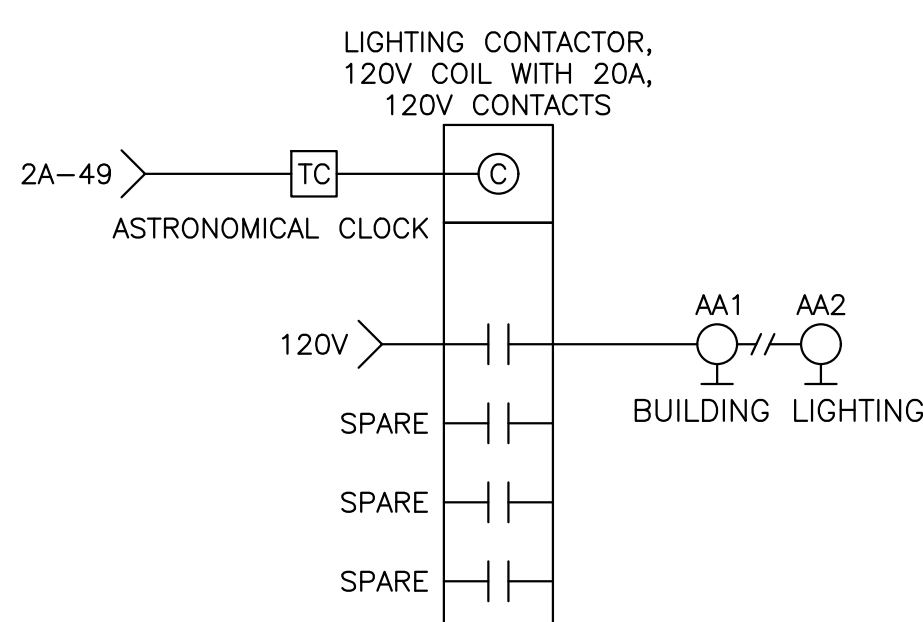 LIGHTING CONTACTOR,
120V COIL WITH 20A,
120V CONTACTS
2A-49
TC
C
ASTRONOMICAL CLOCK
AA1
AA2
120V
BUILDING LIGHTING
SPARE
SPARE
SPARE